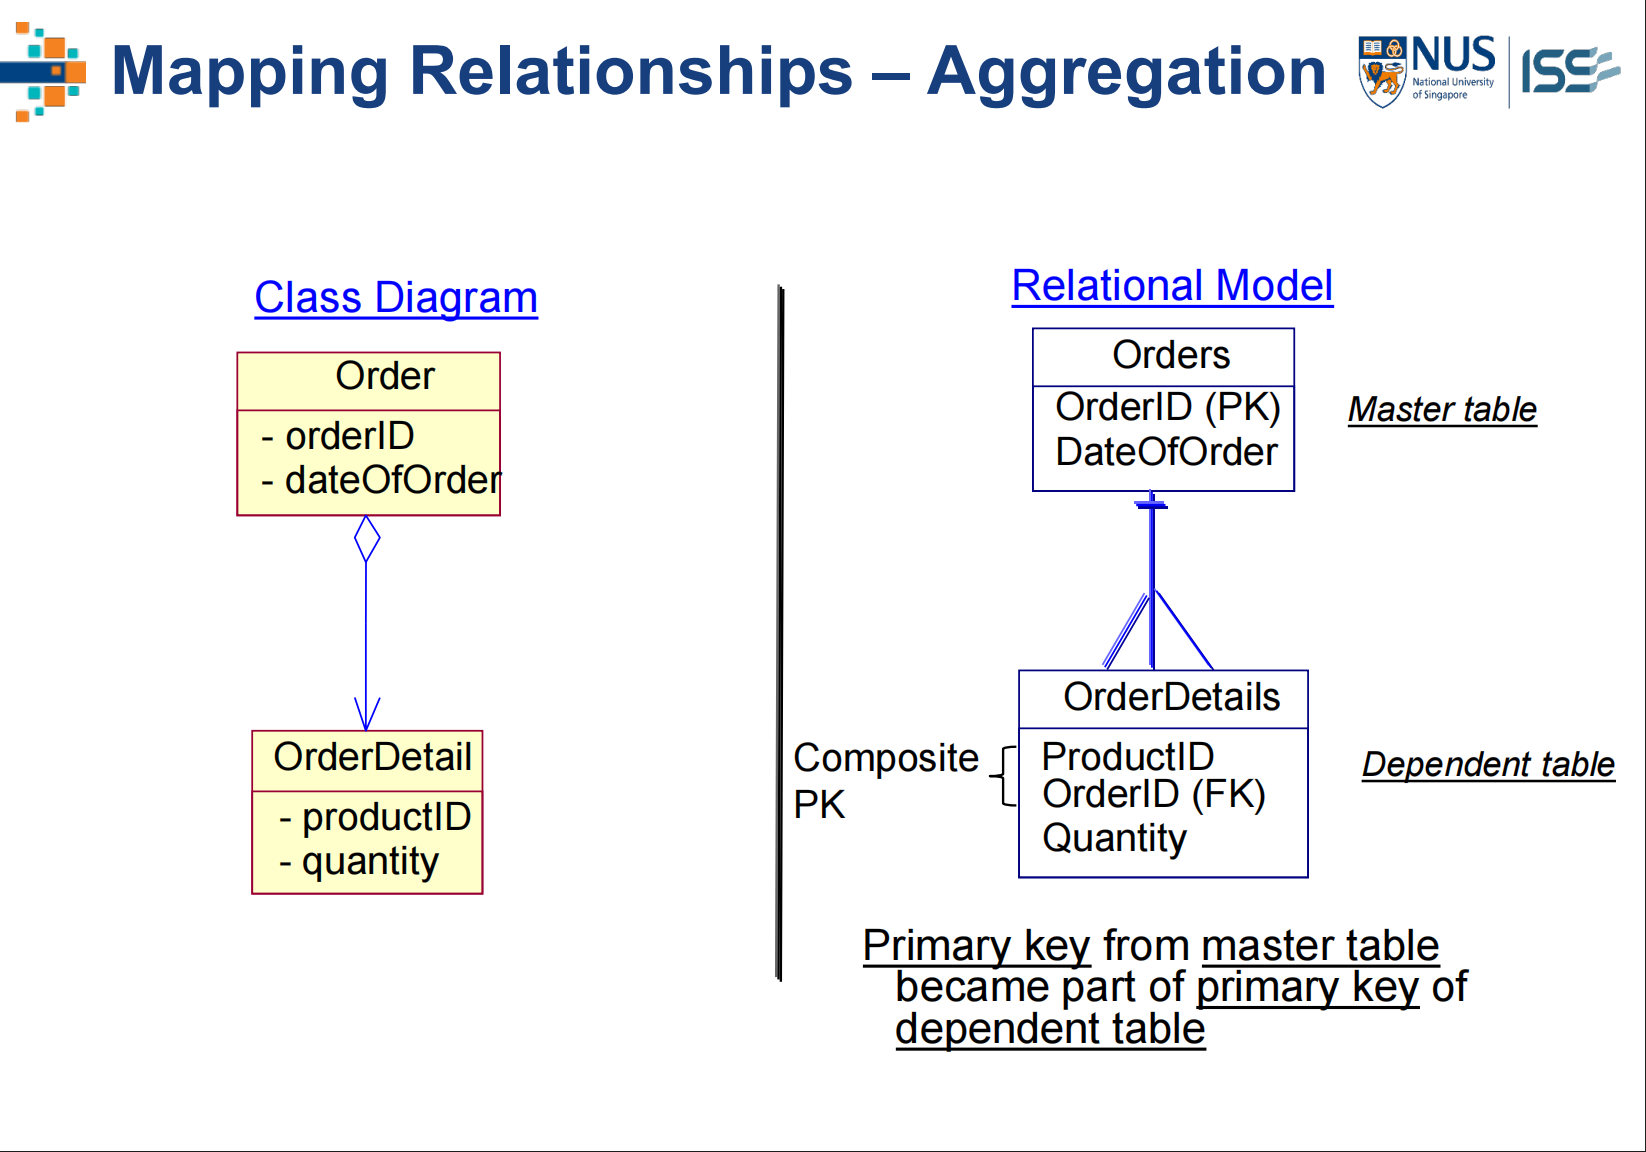 Mapping Relationships – Aggregation
NUS
National University
of Singapore
ISS
Class Diagram
Order
- orderID
- dateOfOrder
OrderDetail
- productID
- quantity
Relational Model
Orders
OrderID (PK)
DateOfOrder
Master table
OrderDetails
Composite
PK
ProductID
OrderID (FK)
Quantity
Dependent table
Primary key from master table
became part of primary key of
dependent table